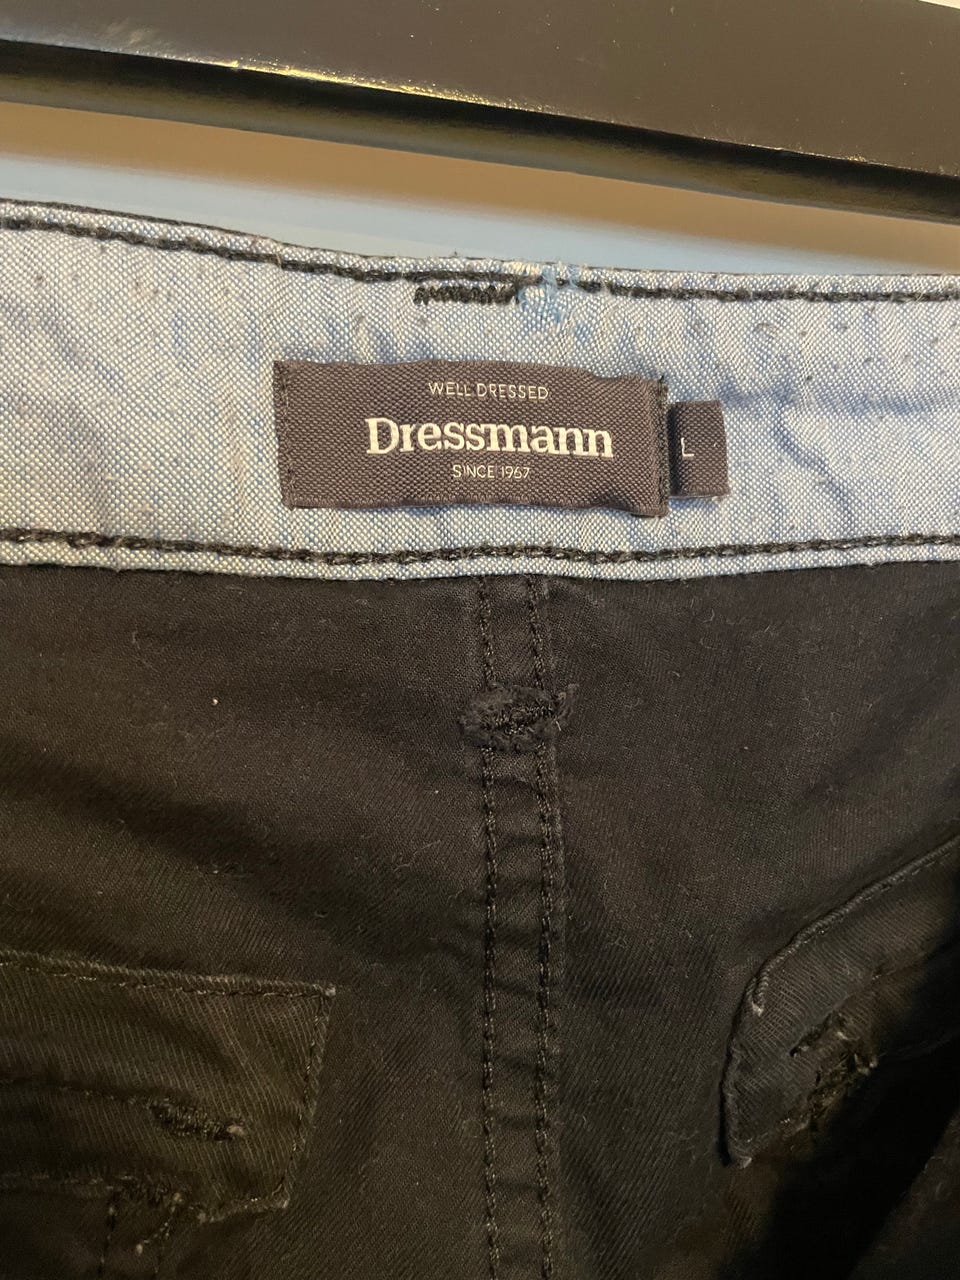 WELL DRESSED
Dressmann
SINCE 1967
L